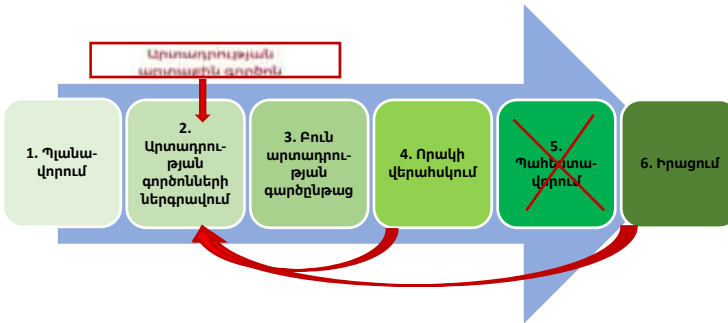 Արտադրության
արտաքին գործոն
1. Պլանա-
վորում
2.
Արտադրու-
թյան
գործոնների
ներգրավում
3. Բուն
արտադրու-
թյան
գարծընթաց
4. Որակի
վերահսկում
5.
Պահեստա-
վորում
6. Իրացում